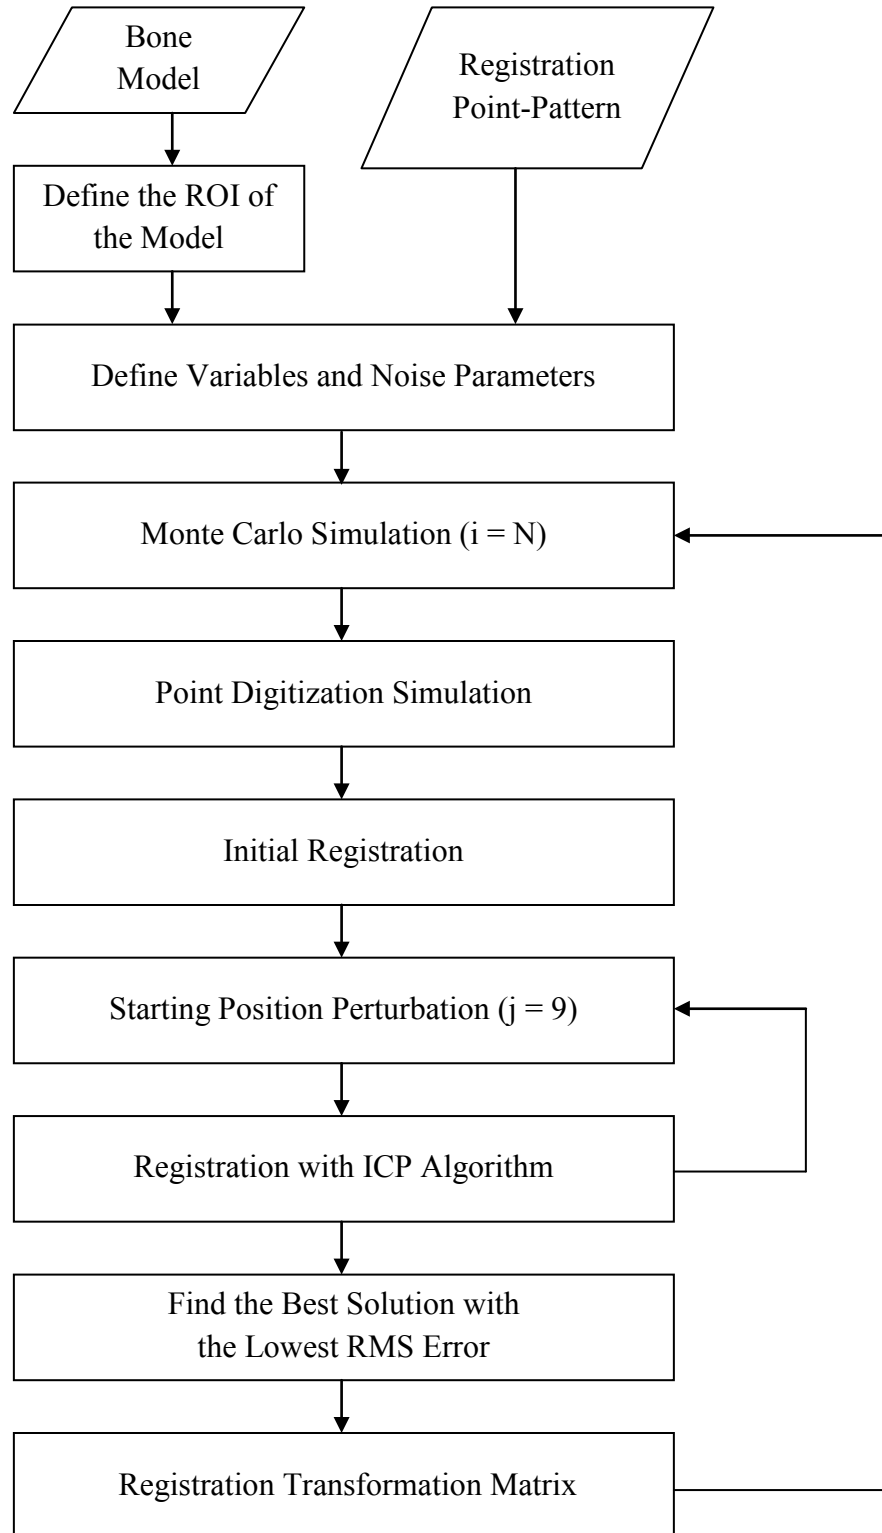 Bone
Model
Registration
Point-Pattern
Define the ROI of
the Model
Define Variables and Noise Parameters
Monte Carlo Simulation (i = N)
Point Digitization Simulation
Initial Registration
Starting Position Perturbation (j = 9)
Registration with ICP Algorithm
Find the Best Solution with
the Lowest RMS Error
Registration Transformation Matrix